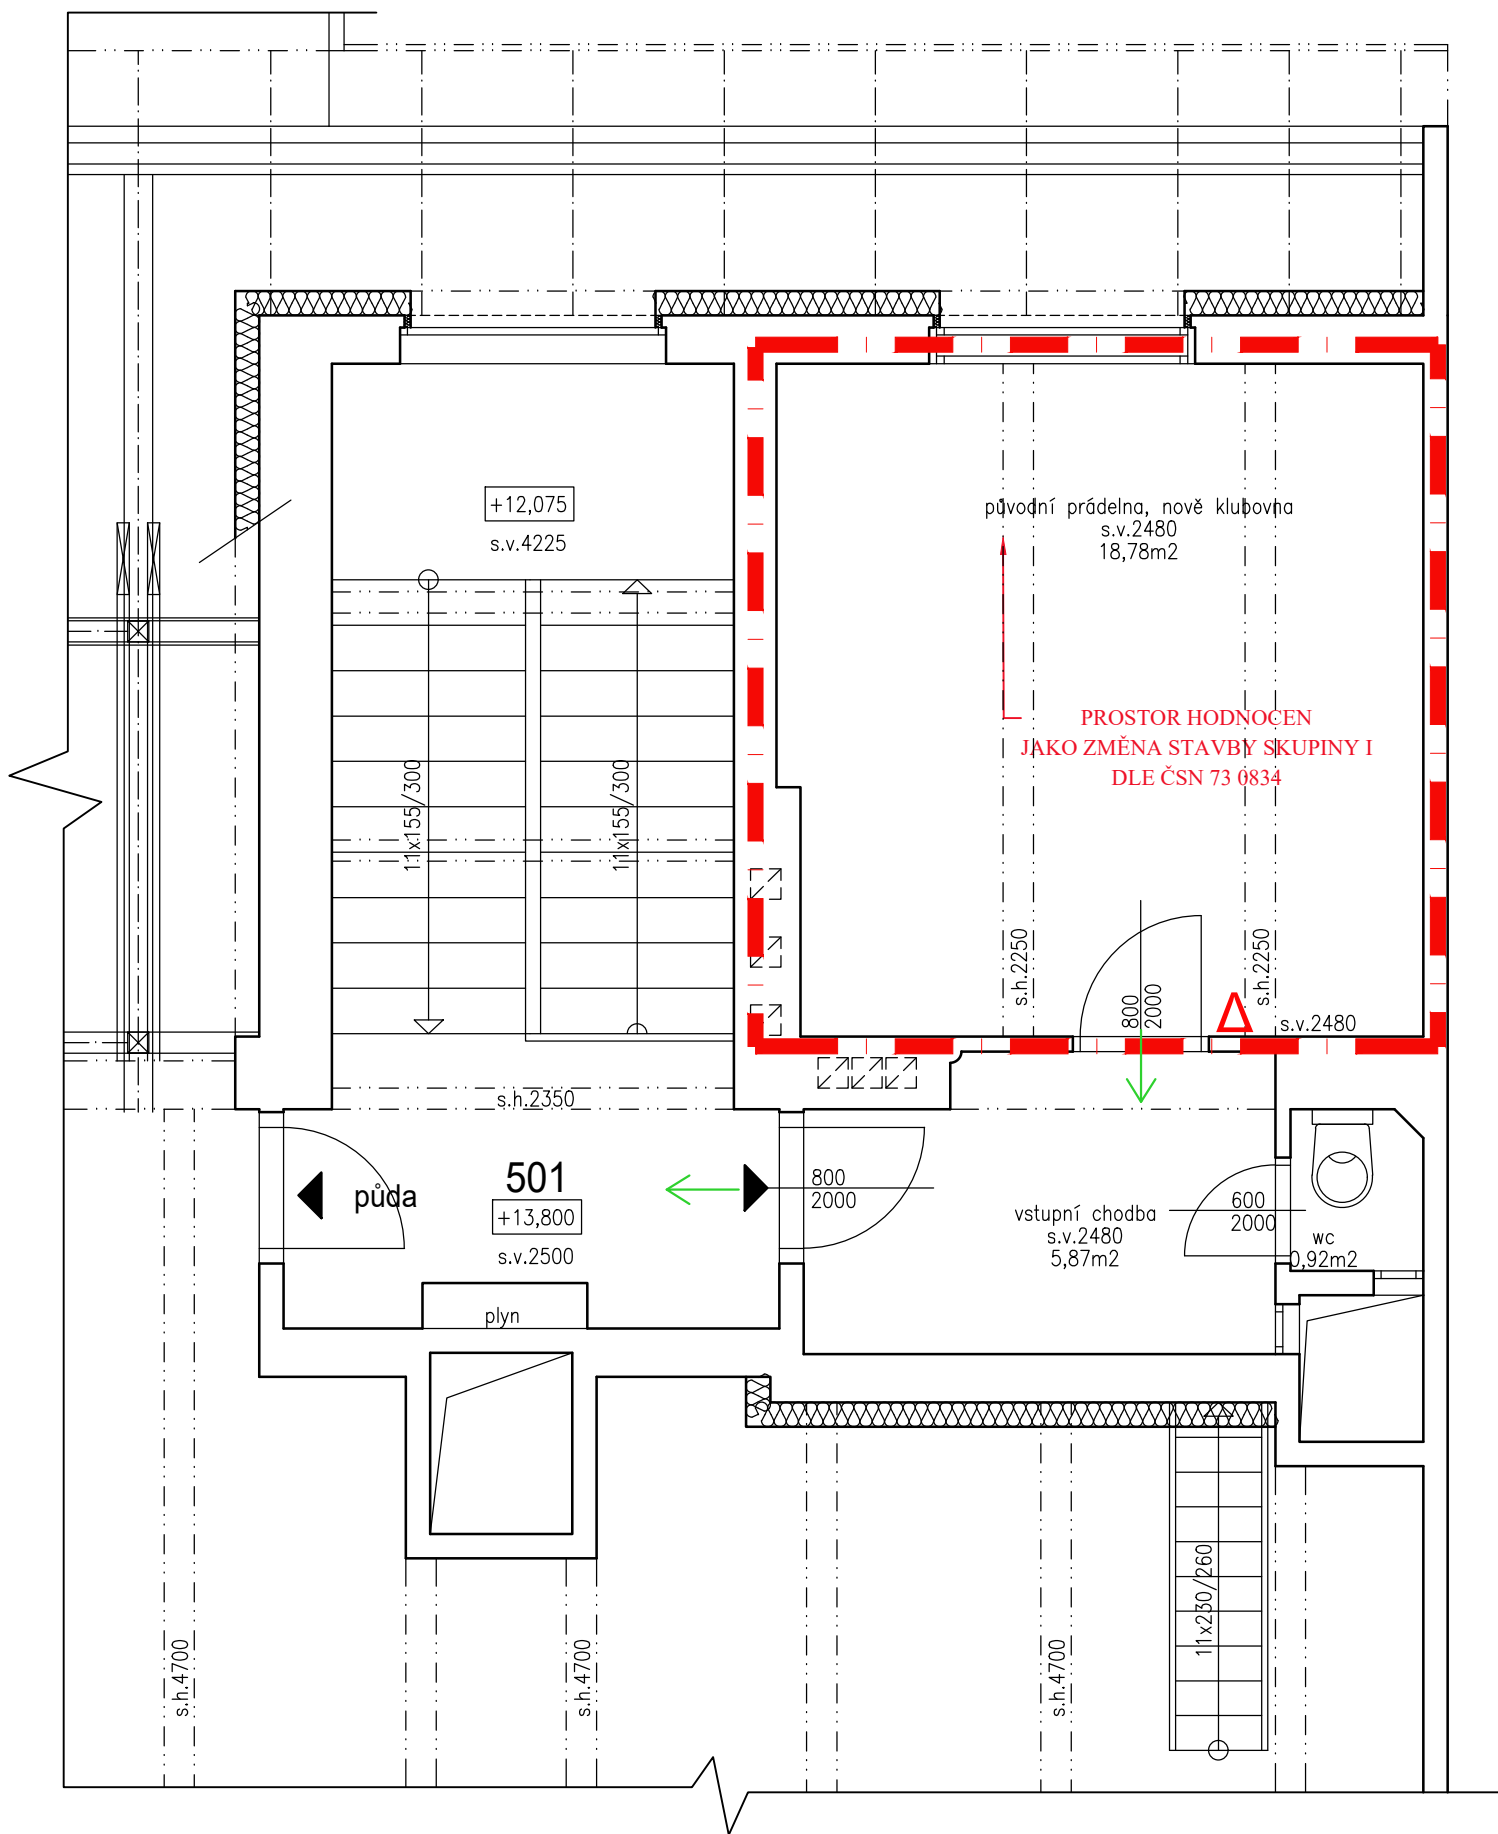 +12,075
s.v.4225
původní prádelna, nově klubovna
s.v.2480
18,78m2
PROSTOR HODNOCEN
JAKO ZMĚNA STAVBY SKUPINY I
DLE ČSN 73 0834
11x155/300
11x155/300
s.h.2250
800
2000
s.h.2250
s.v.2480
s.h.2350
půda
501
+13,800
s.v.2500
800
2000
vstupní chodba
s.v.2480
5,87m2
600
2000
wc
0,92m2
plyn
11x230/260
s.h.4700
s.h.4700
s.h.4700